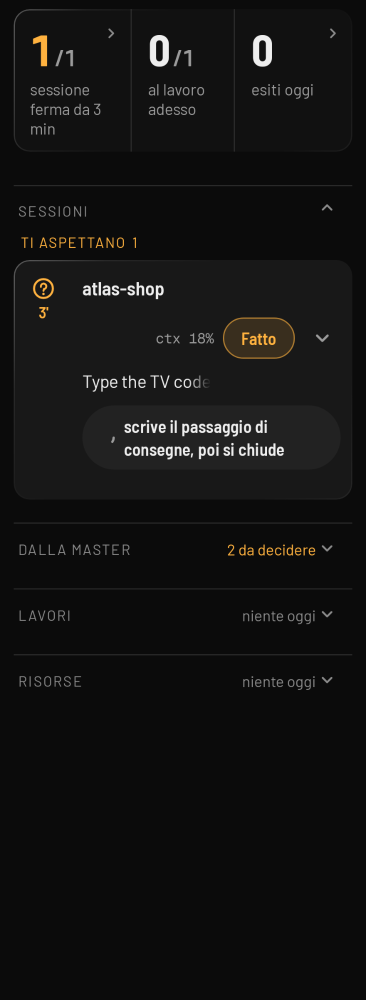 1/1
sessione
ferma da 3
min
0/1
al lavoro
adesso
0
esiti oggi
SESSIONI
TI ASPETTANO 1
atlas-shop
3'
ctx 18%
Fatto
Type the TV code
scrive il passaggio di
consegne, poi si chiude
DALLA MASTER
2 da decidere
LAVORI
niente oggi
RISORSE
niente oggi